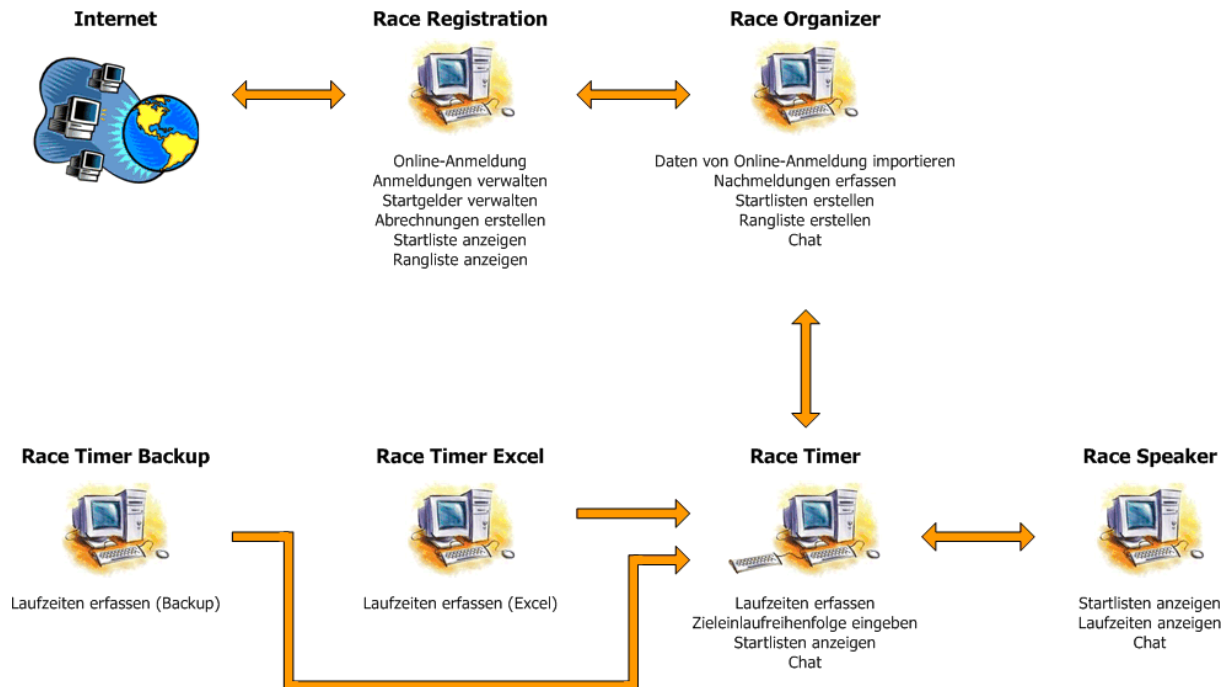 Internet
Race Registration
Race Organizer
Online-Anmeldung
Anmeldungen verwalten
Startgelder verwalten
Abrechnungen erstellen
Startliste anzeigen
Rangliste anzeigen
Daten von Online-Anmeldung importieren
Nachmeldungen erfassen
Startlisten erstellen
Rangliste erstellen
Chat
Race Timer Backup
Race Timer Excel
Race Timer
Race Speaker
Laufzeiten erfassen (Backup)
Laufzeiten erfassen (Excel)
Laufzeiten erfassen
Zieleinlaufreihenfolge eingeben
Startlisten anzeigen
Chat
Startlisten anzeigen
Laufzeiten anzeigen
Chat